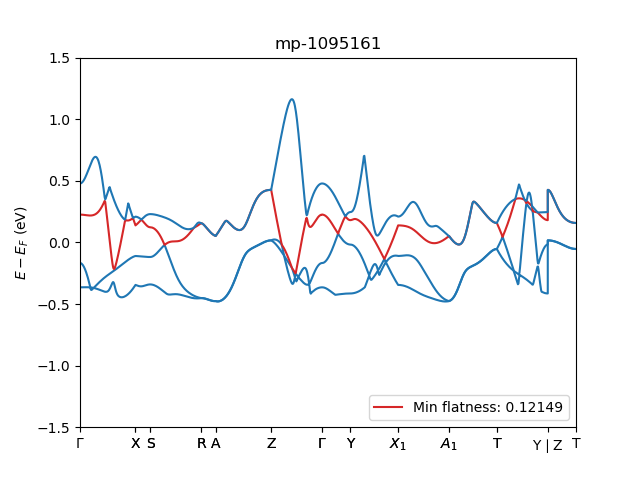 mp-1095161
1.5
1.0
0.5
0.0
−0.5
−1.0
−1.5
E − E_F (eV)
Min flatness: 0.12149
Γ X S R A Z Γ Y X₁ A₁ T Y | Z T